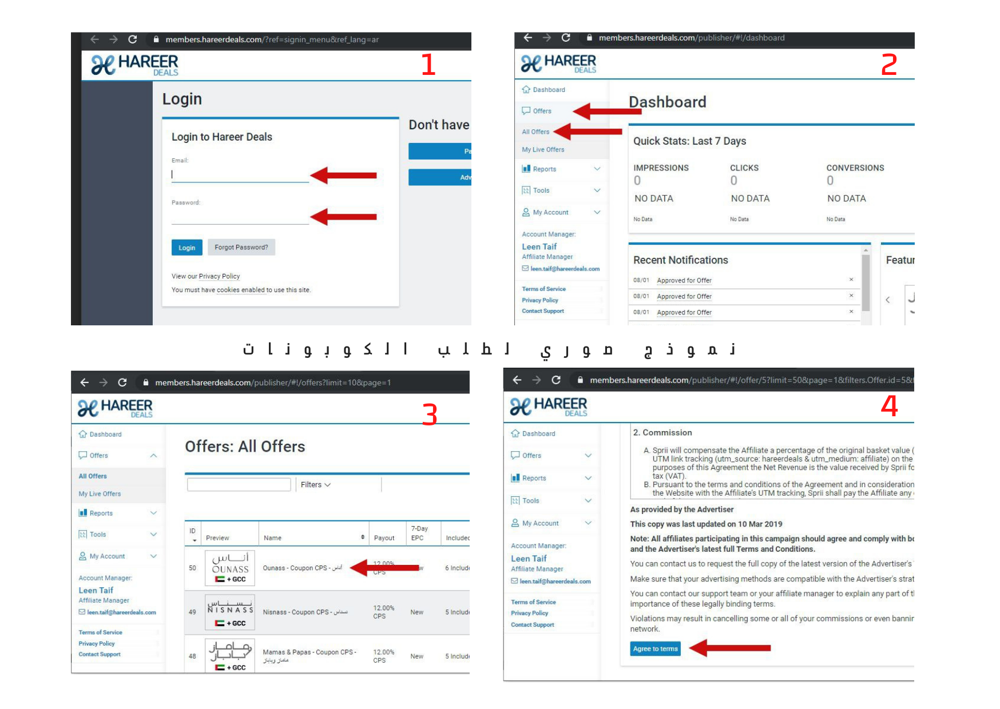 members.hareerdeals.com/?ref=signin_menu&ref_lang=ar
1
HAREER
DEALS
Login
Login to Hareer Deals
Email:
Password:
Login
Forgot Password?
View our Privacy Policy
You must have cookies enabled to use this site.
Don't have
members.hareerdeals.com/publisher/#!/dashboard
2
HAREER
DEALS
Dashboard
Offers
All Offers
My Live Offers
Reports
Tools
My Account
Account Manager:
Leen Taif
Affiliate Manager
leen.taif@hareerdeals.com
Terms of Service
Privacy Policy
Contact Support
Dashboard
Quick Stats: Last 7 Days
IMPRESSIONS CLICKS CONVERSIONS
0 0 0
NO DATA NO DATA NO DATA
No Data No Data No Data
Recent Notifications
08/01 Approved for Offer ×
08/01 Approved for Offer ×
08/01 Approved for Offer ×
نموذج صوري لطلب الكوبونات
members.hareerdeals.com/publisher/#!/offers?limit=10&page=1
3
HAREER
DEALS
Dashboard
Offers
All Offers
My Live Offers
Reports
Tools
My Account
Account Manager:
Leen Taif
Affiliate Manager
leen.taif@hareerdeals.com
Terms of Service
Privacy Policy
Contact Support
Offers: All Offers
Filters
ID Preview Name Payout 7-Day EPC Included
أناس
OUNASS
+ GCC
50 Ounass - Coupon CPS - أناس 12.00% CPS 6 Include
نسناس
NISNASS
+ GCC
49 Nisnass - Coupon CPS - نسناس 12.00% CPS New 5 Include
+ GCC
48 Mamas & Papas - Coupon CPS - 12.00% CPS New 5 Include
ماماز وباباز
members.hareerdeals.com/publisher/#!/offer/5?limit=50&page=1&filters.Offer.id=5&f
4
HAREER
DEALS
Dashboard
Offers
Reports
Tools
My Account
Account Manager:
Leen Taif
Affiliate Manager
leen.taif@hareerdeals.com
Terms of Service
Privacy Policy
Contact Support
2. Commission
A. Sprii will compensate the Affiliate a percentage of the original basket value (
UTM link tracking (utm_source: hareerdeals & utm_medium: affiliate) on the
purposes of this Agreement the Net Revenue is the value received by Sprii fo
tax (VAT).
B. Pursuant to the terms and conditions of the Agreement and in consideration
the Website with the Affiliate's UTM tracking, Sprii shall pay the Affiliate any
As provided by the Advertiser
This copy was last updated on 10 Mar 2019
Note: All affiliates participating in this campaign should agree and comply with bo
and the Advertiser's latest full Terms and Conditions.
You can contact us to request the full copy of the latest version of the Advertiser's
Make sure that your advertising methods are compatible with the Advertiser's strat
You can contact our support team or your affiliate manager to explain any part of th
importance of these legally binding terms.
Violations may result in cancelling some or all of your commissions or even bannin
network.
Agree to terms